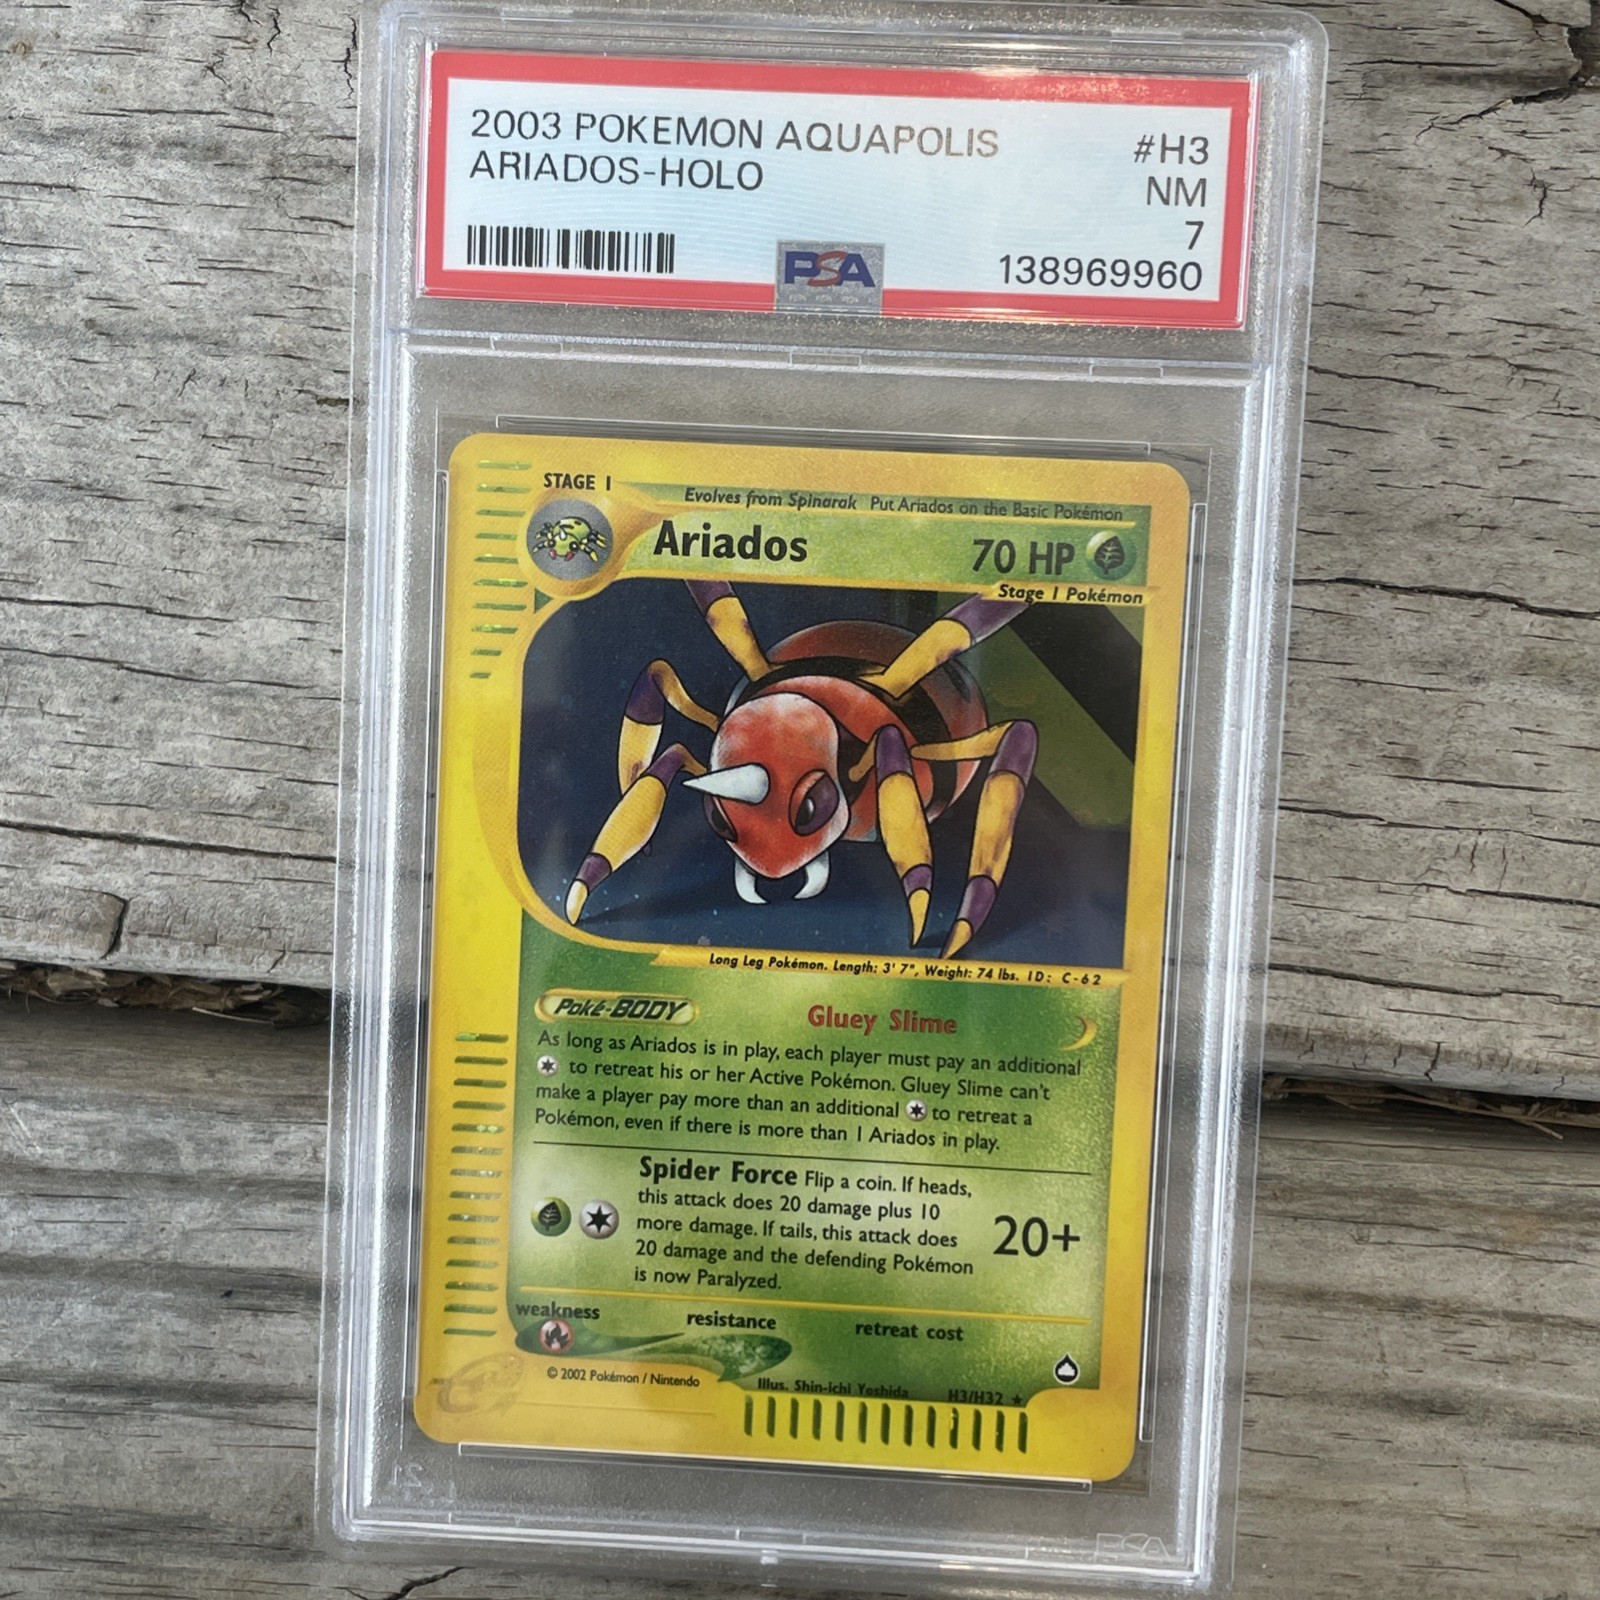 2003 POKEMON AQUAPOLIS #H3
ARIADOS-HOLO NM
7
PSA 138969960
STAGE 1
Evolves from Spinarak Put Ariados on the Basic Pokémon
Ariados 70 HP
Stage 1 Pokémon
Long Leg Pokémon. Length: 3' 7", Weight: 74 lbs. ID: C-62
Poké-BODY Gluey Slime
As long as Ariados is in play, each player must pay an additional
to retreat his or her Active Pokémon. Gluey Slime can't
make a player pay more than an additional to retreat a
Pokémon, even if there is more than 1 Ariados in play.
Spider Force Flip a coin. If heads,
this attack does 20 damage plus 10
more damage. If tails, this attack does
20 damage and the defending Pokémon
is now Paralyzed.
20+
weakness resistance retreat cost
© 2002 Pokémon / Nintendo
Illus. Shin-ichi Yoshida H3/H32 ★
PSA